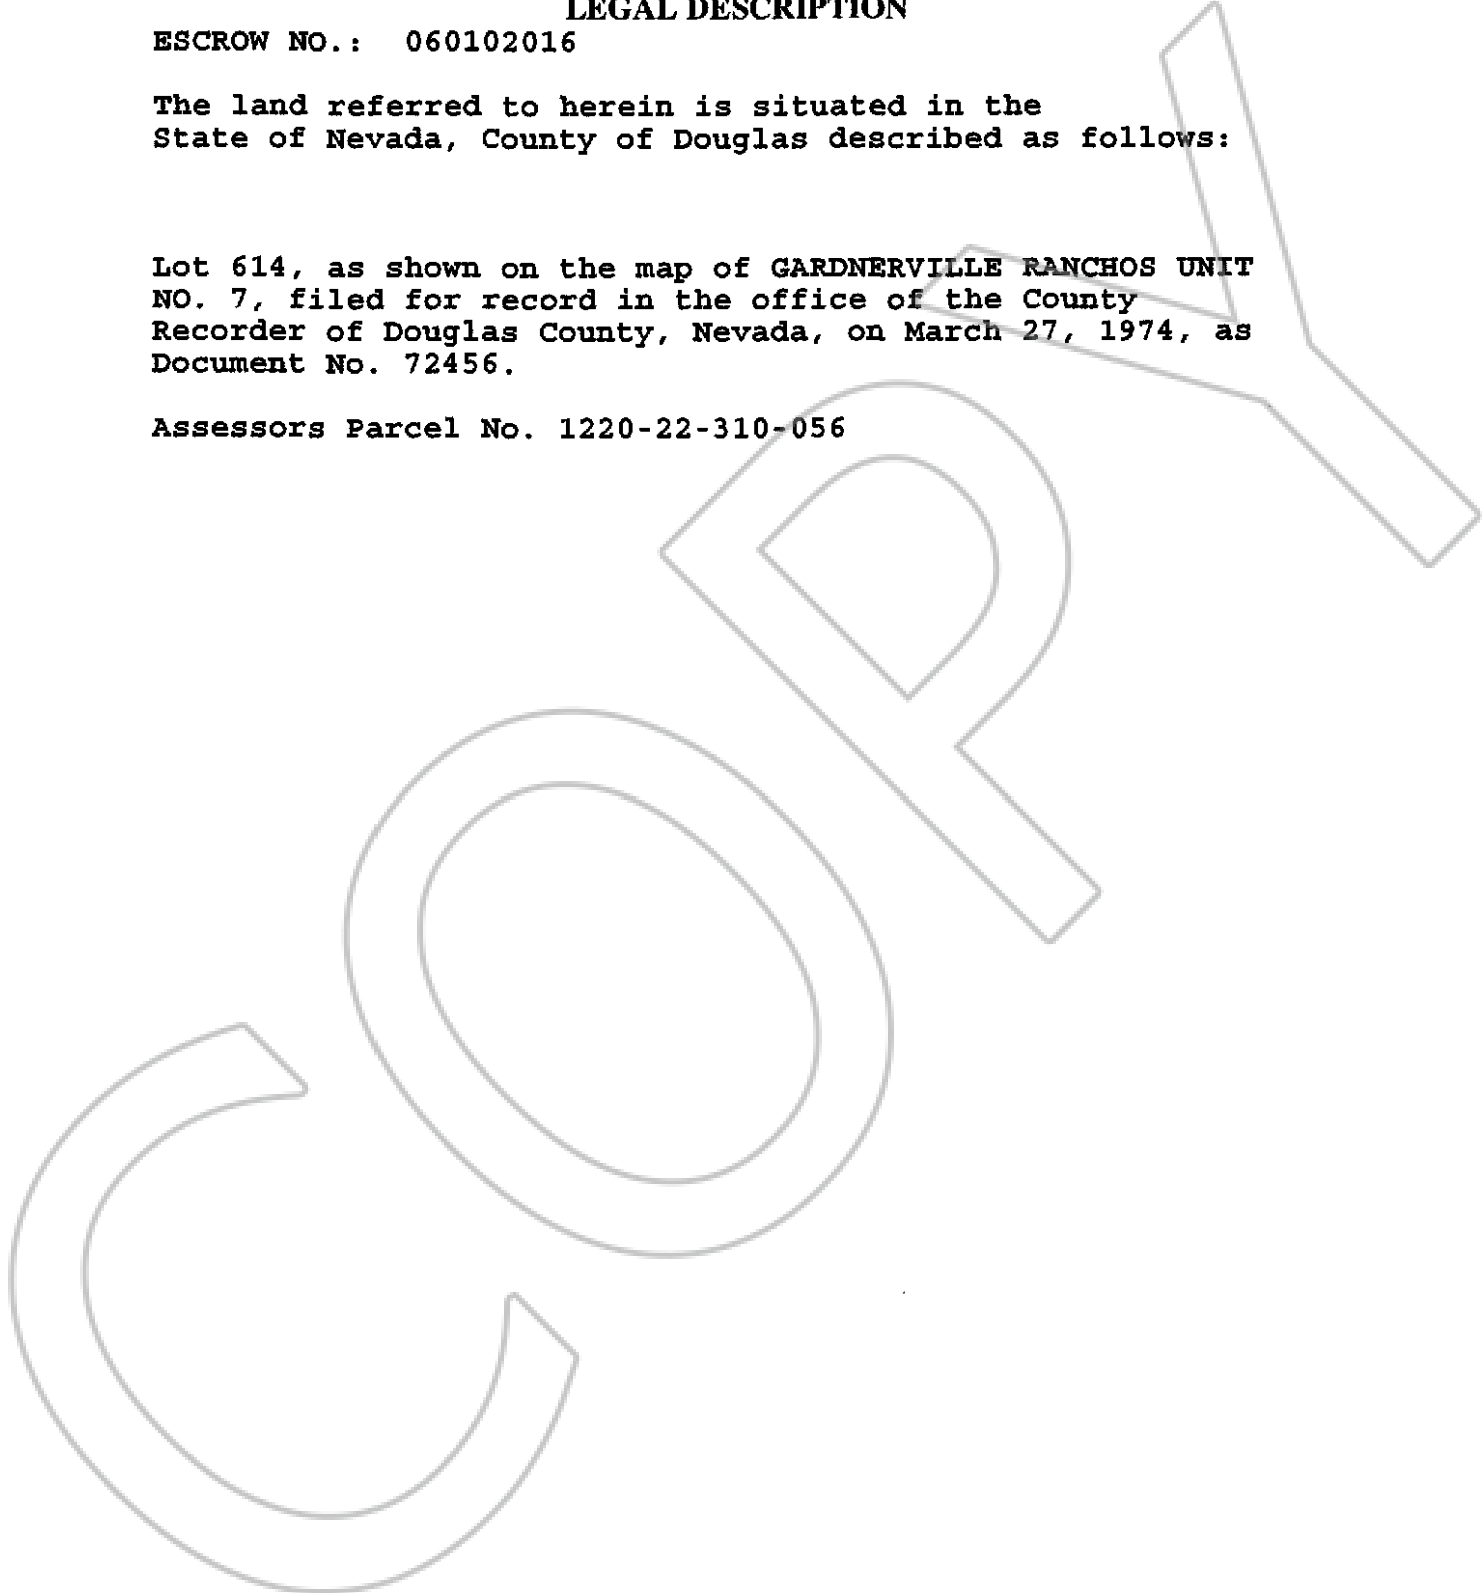 LEGAL DESCRIPTION
ESCROW NO.: 060102016
The land referred to herein is situated in the
State of Nevada, County of Douglas described as follows:
Lot 614, as shown on the map of GARDNERVILLE RANCHOS UNIT
NO. 7, filed for record in the office of the County
Recorder of Douglas County, Nevada, on March 27, 1974, as
Document No. 72456.
Assessors Parcel No. 1220-22-310-056
COPY